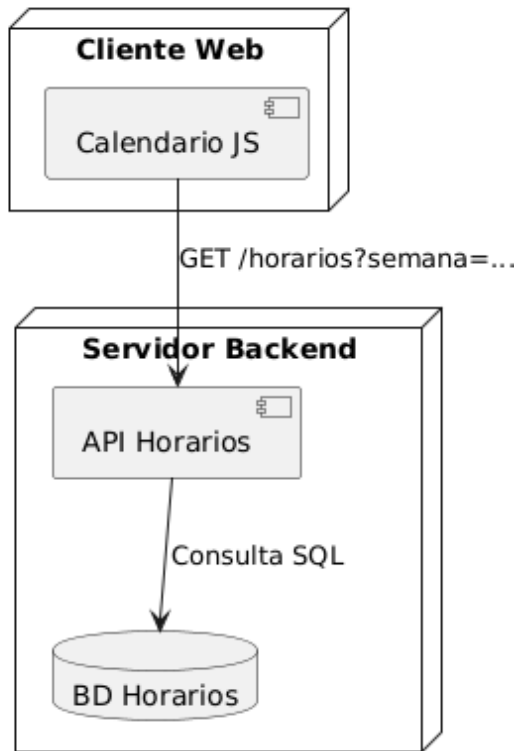 Cliente Web
Calendario JS
GET /horarios?semana=...
Servidor Backend
API Horarios
Consulta SQL
BD Horarios